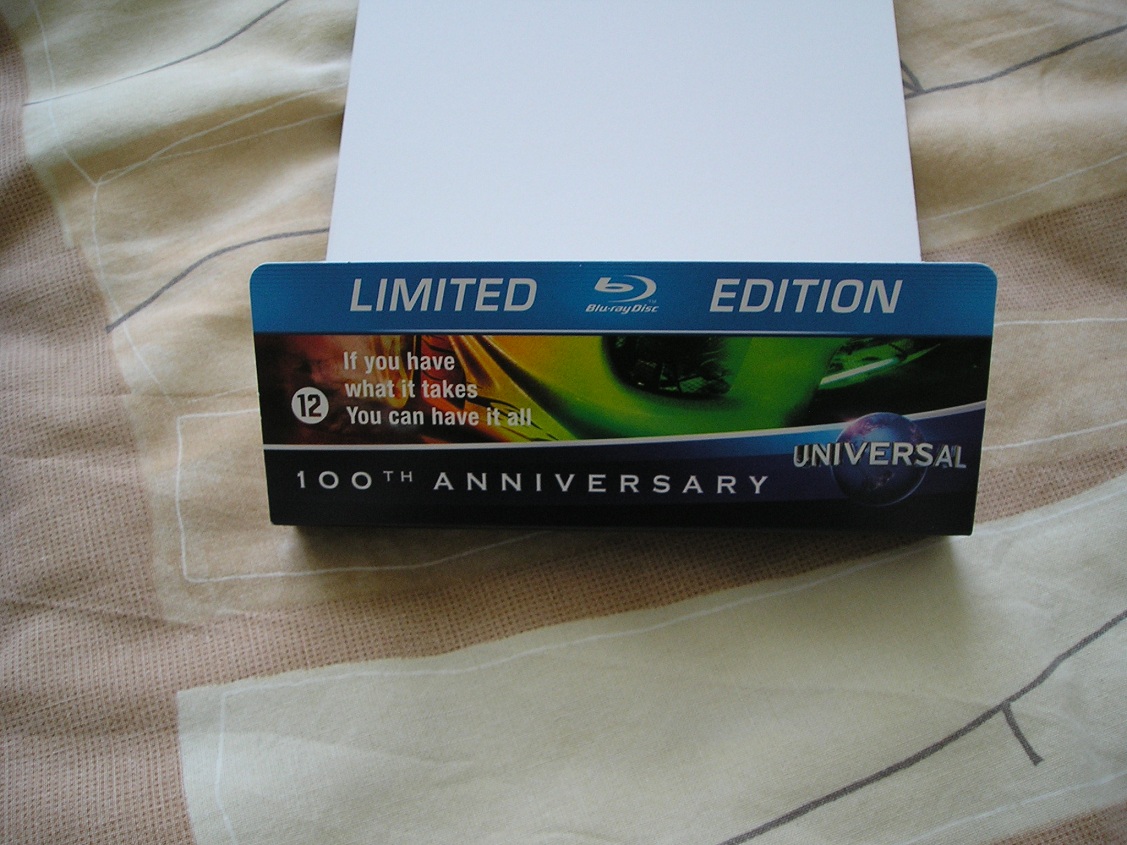 LIMITED Blu-ray Disc™ EDITION
If you have
what it takes
12
You can have it all
UNIVERSAL
100TH ANNIVERSARY